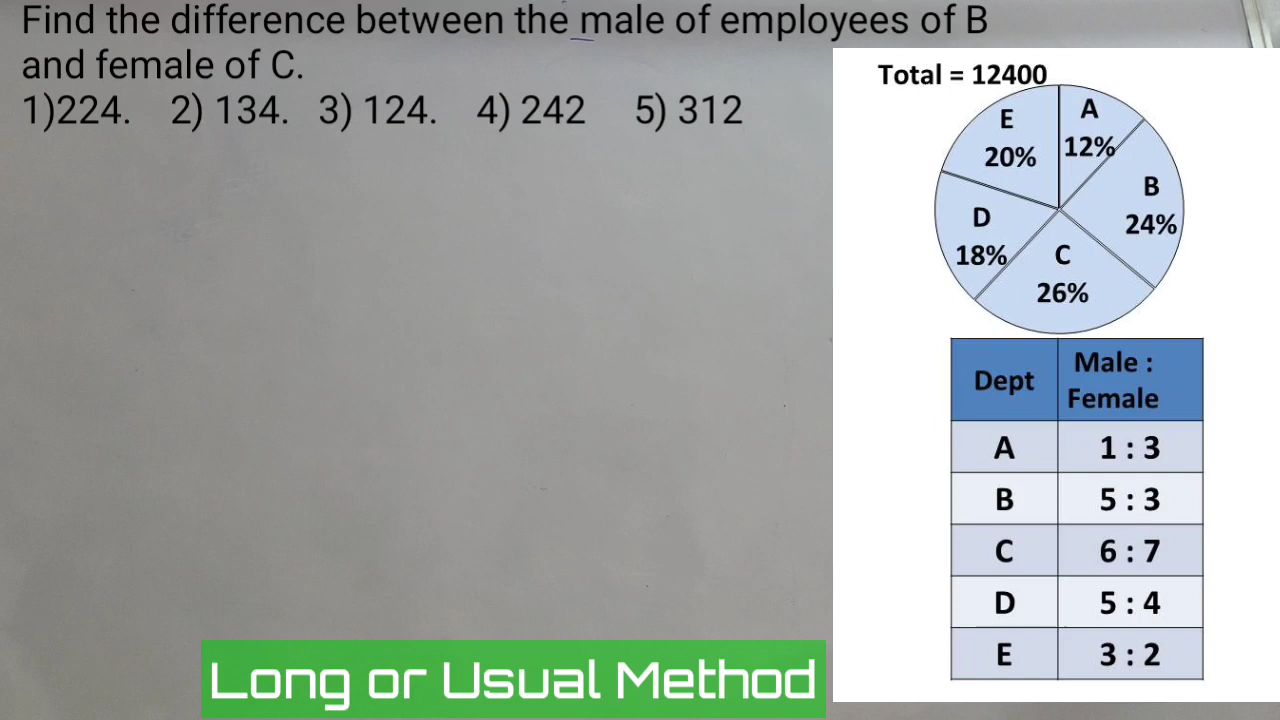 Find the difference between the male of employees of B
and female of C.
1)224. 2) 134. 3) 124. 4) 242 5) 312
Total = 12400
E
20%
A
12%
B
24%
D
18%
C
26%
Dept Male :
Female
A 1 : 3
B 5 : 3
C 6 : 7
D 5 : 4
E 3 : 2
Long or Usual Method